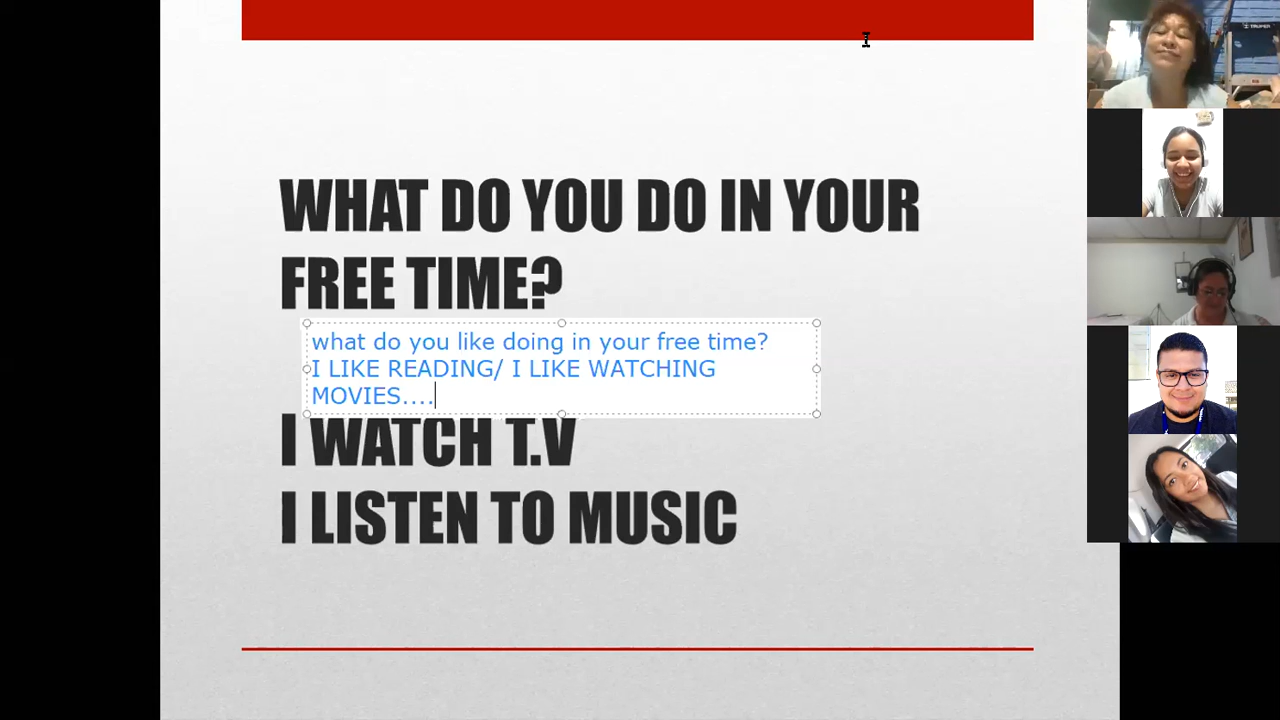 WHAT DO YOU DO IN YOUR
FREE TIME?
what do you like doing in your free time?
I LIKE READING/ I LIKE WATCHING
MOVIES....
I WATCH T.V
I LISTEN TO MUSIC
TRUPER